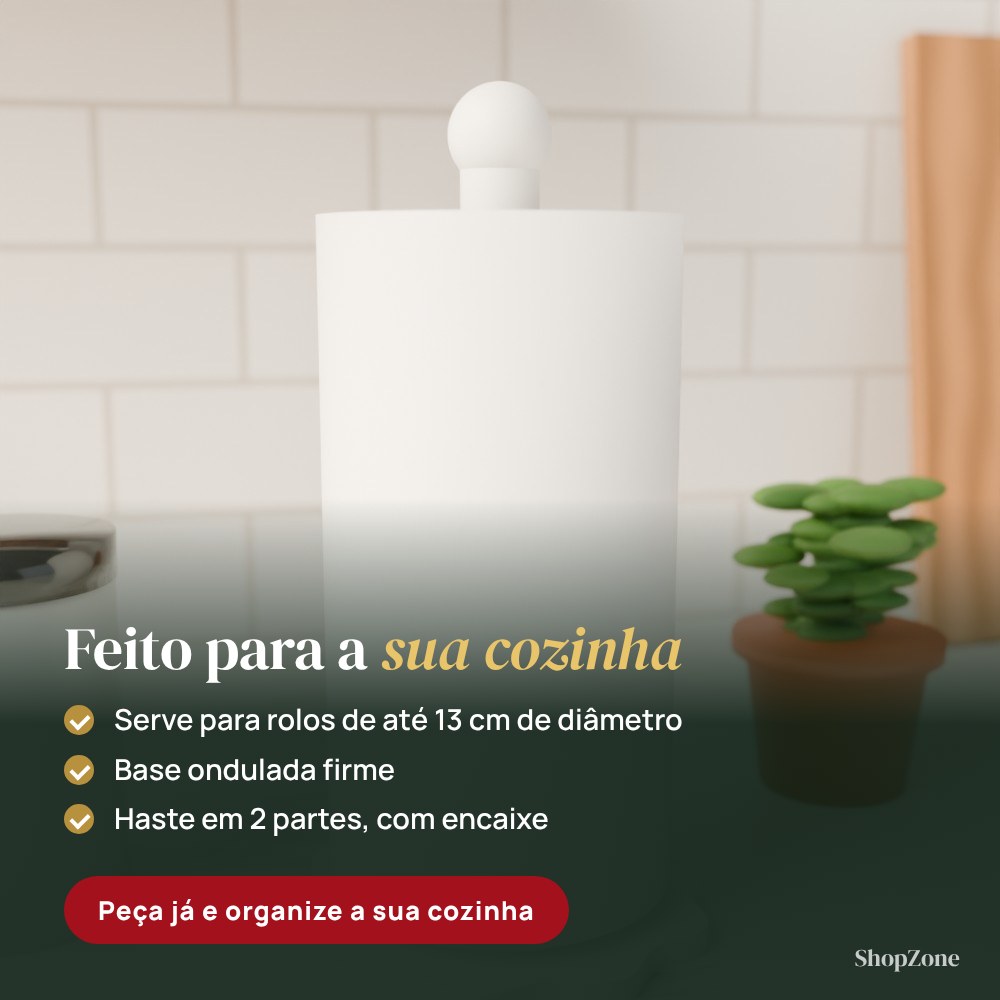 Feito para a sua cozinha
Serve para rolos de até 13 cm de diâmetro
Base ondulada firme
Haste em 2 partes, com encaixe
Peça já e organize a sua cozinha
ShopZone